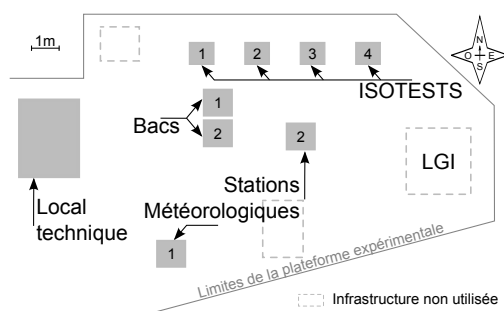 1m
N
O E
S
1 2 3 4
ISOTESTS
1
Bacs
2
2
LGI
Stations
Météorologiques
Local
technique
1
Limites de la plateforme expérimentale
Infrastructure non utilisée